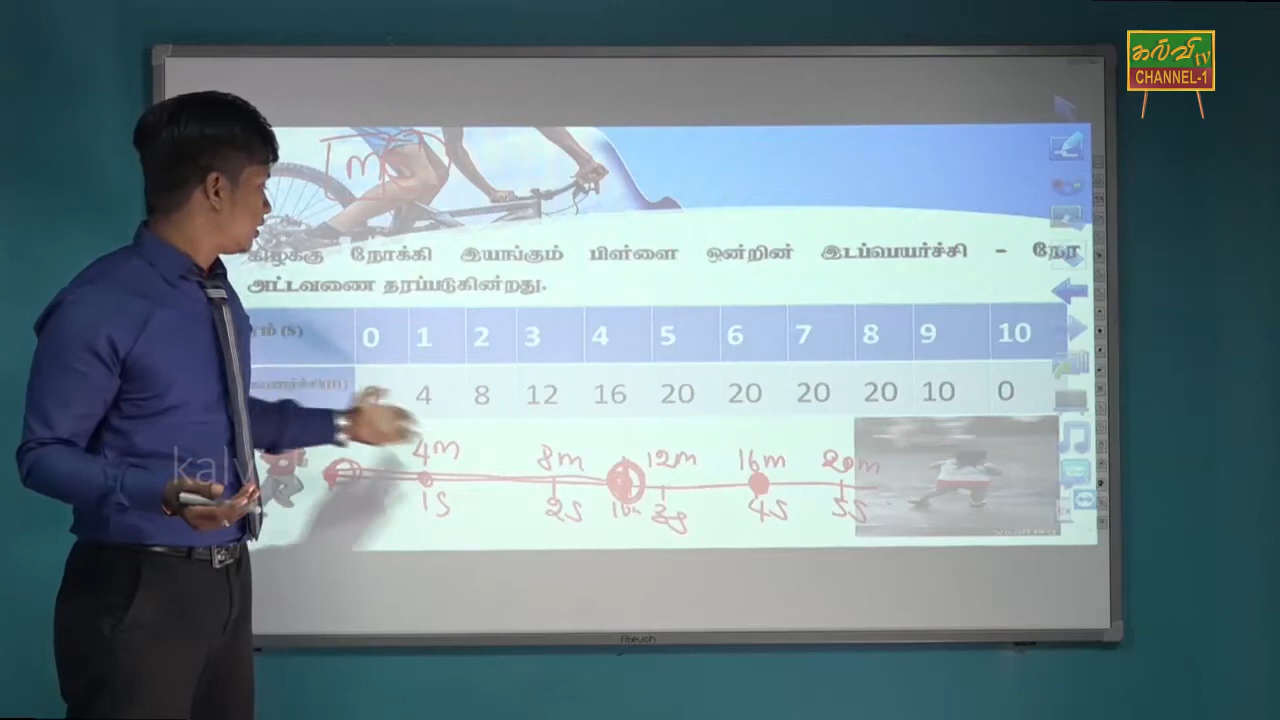 கல்வி TV
CHANNEL-1
கிழக்கு நோக்கி இயங்கும் பிள்ளை ஒன்றின் இடப்பெயர்ச்சி – நேர
அட்டவணை தரப்படுகின்றது.
(S) 0 1 2 3 4 5 6 7 8 9 10
4 8 12 16 20 20 20 20 10 0
4m 8m 12m 16m 20m
1s 2s 3s 4s 5s